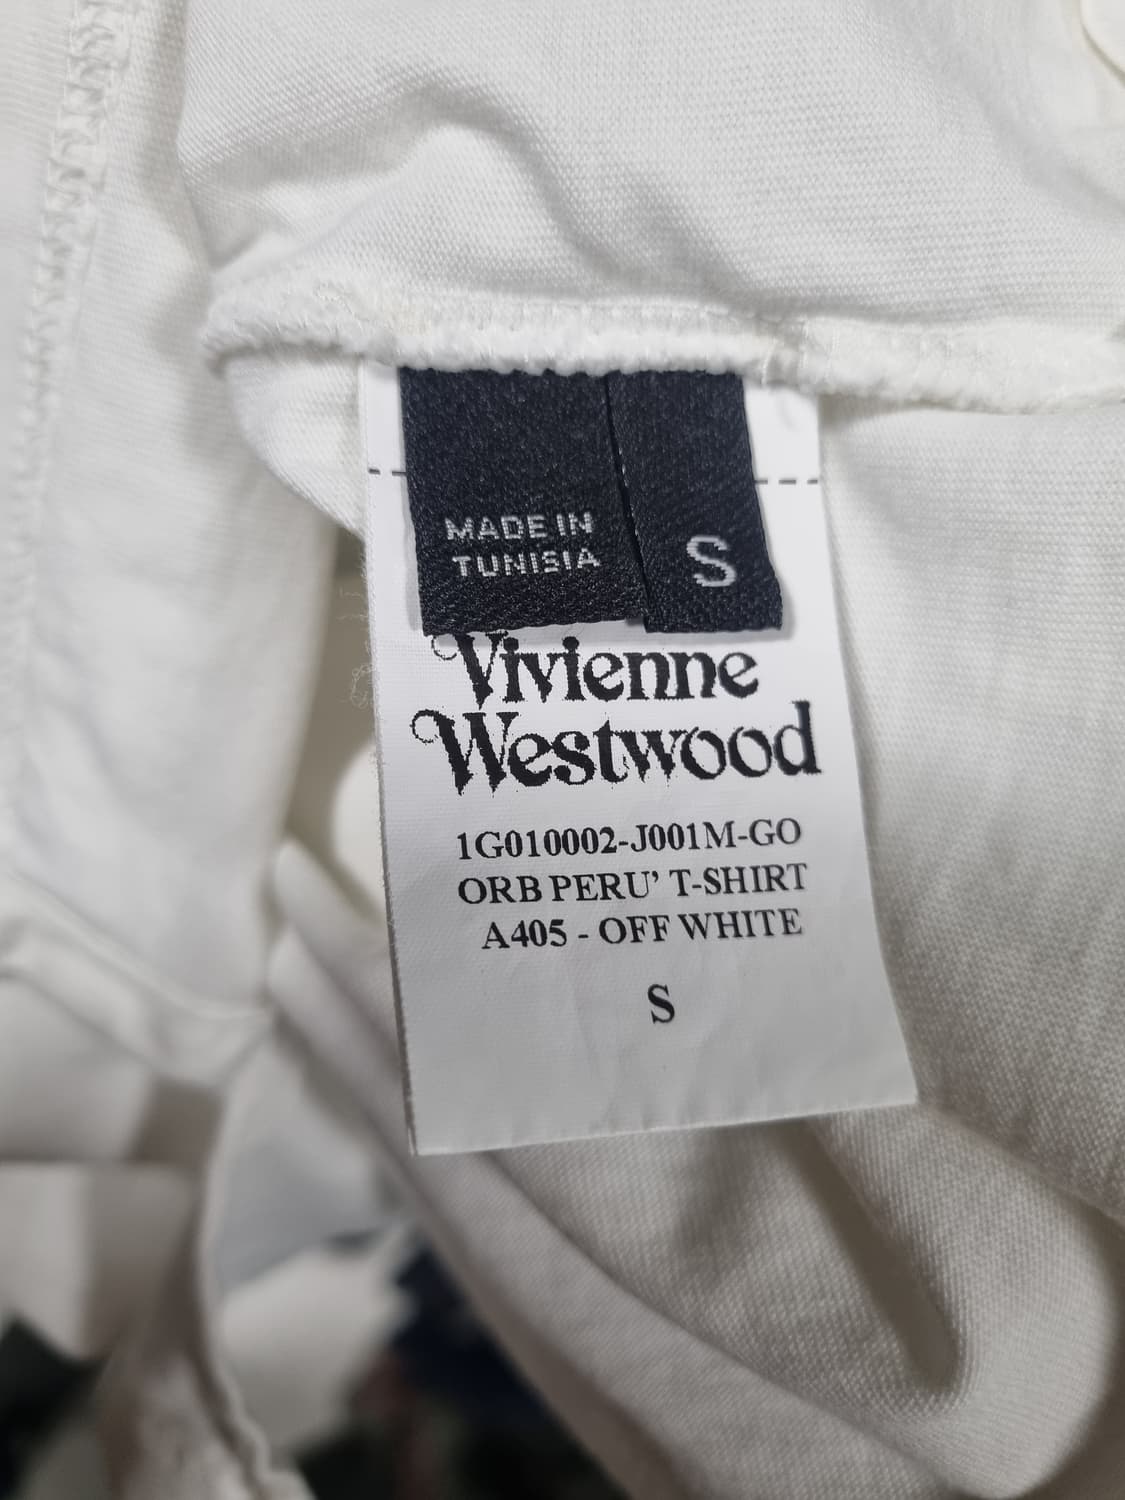 MADE IN
TUNISIA
S
Vivienne
Westwood
1G010002-J001M-GO
ORB PERU’ T-SHIRT
A405 - OFF WHITE
S